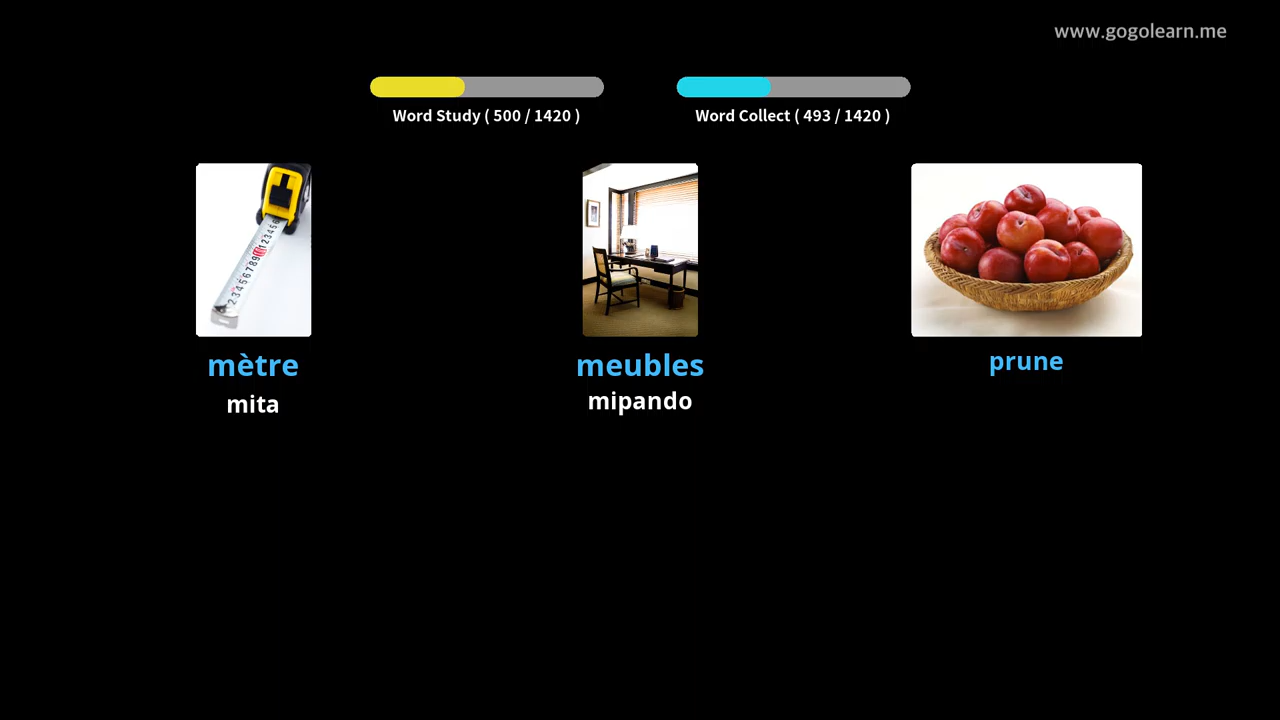 www.gogolearn.me
Word Study ( 500 / 1420 )
Word Collect ( 493 / 1420 )
mètre
mita
meubles
mipando
prune